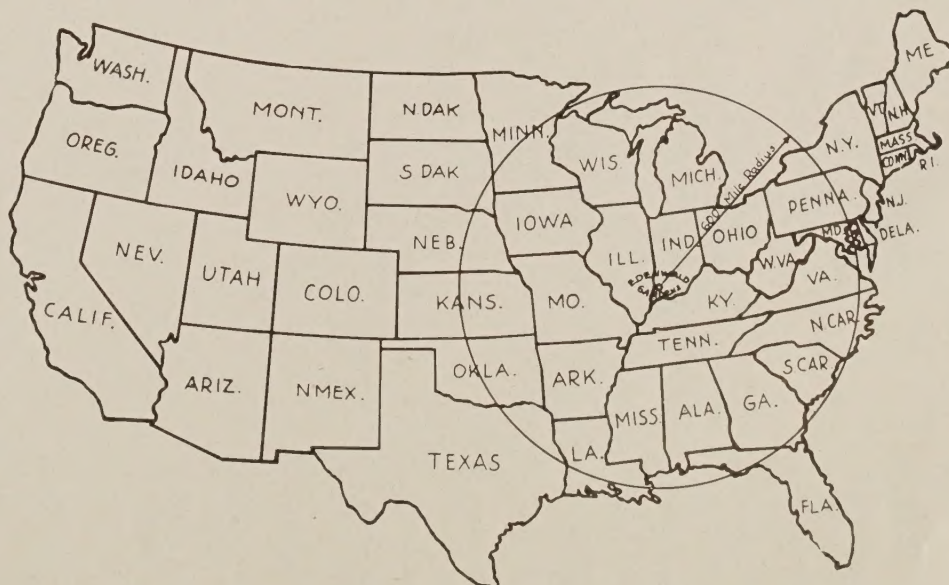 WASH.
OREG.
CALIF.
NEV.
IDAHO
MONT.
WYO.
UTAH
ARIZ.
COLO.
N MEX.
N.DAK
S DAK
NEB.
KANS.
OKLA.
TEXAS
MINN.
IOWA
MO.
ARK.
LA.
WIS.
ILL.
MICH.
IND.
OHIO
KY.
TENN.
MISS.
ALA.
GA.
FLA.
S CAR
N CAR.
VA.
W.VA
MD.
DELA.
PENNA.
N.J.
N.Y.
CONN
R.I.
MASS
VT.
N.H.
ME
600 Mile Radius
GARDENS